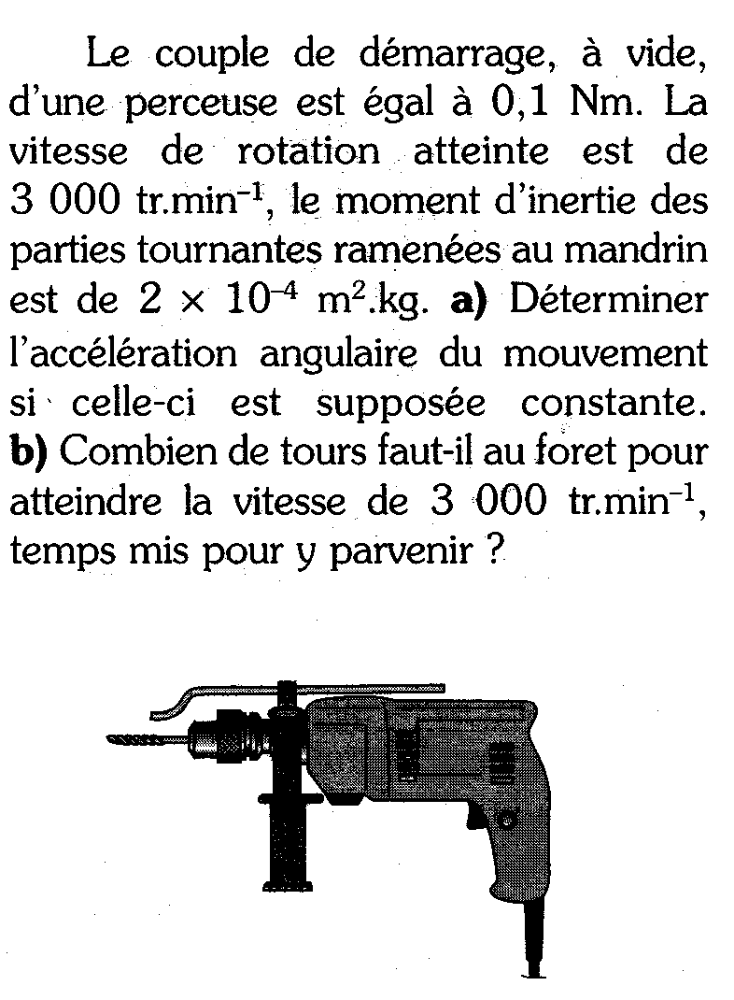 Le couple de démarrage, à vide,
d'une perceuse est égal à 0,1 Nm. La
vitesse de rotation atteinte est de
3 000 tr.min⁻¹, le moment d'inertie des
parties tournantes ramenées au mandrin
est de 2 × 10⁻⁴ m².kg. a) Déterminer
l'accélération angulaire du mouvement
si celle-ci est supposée constante.
b) Combien de tours faut-il au foret pour
atteindre la vitesse de 3 000 tr.min⁻¹,
temps mis pour y parvenir ?